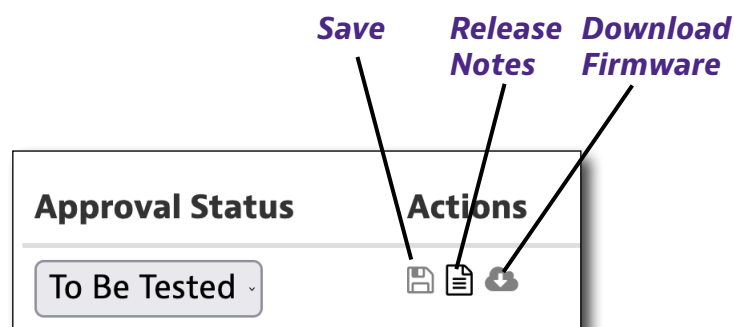 Save
Release Notes
Download Firmware
Approval Status
Actions
To Be Tested